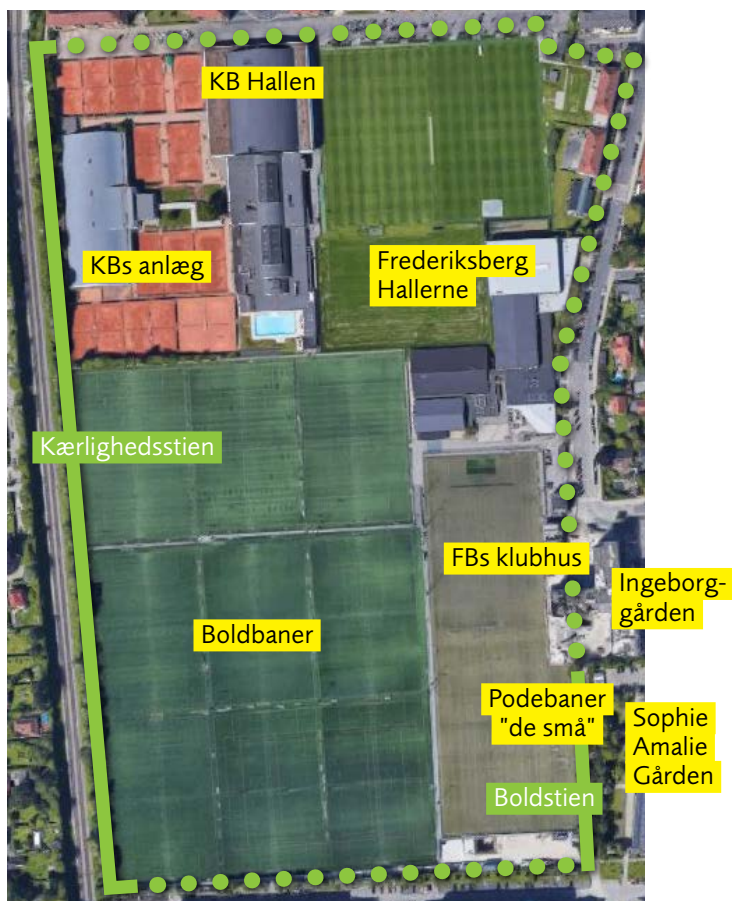 KB Hallen
KBs anlæg
Frederiksberg
Hallerne
Kærlighedsstien
FBs klubhus
Ingeborg-
gården
Boldbaner
Podebaner
"de små"
Sophie
Amalie
Gården
Boldstien